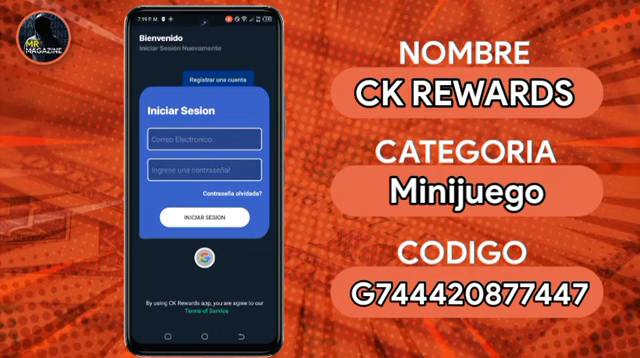 MR
MAGAZINE
7:19 P.M.
Bienvenido
Iniciar Sesión Nuevamente
Registrar una cuenta
Iniciar Sesion
Correo Electronico
Ingrese una contraseña!
Contraseña olvidada?
INICIAR SESION
By using CK Rewards app, you are agree to our
Terms of Service
NOMBRE
CK REWARDS
CATEGORIA
Minijuego
CODIGO
G744420877447